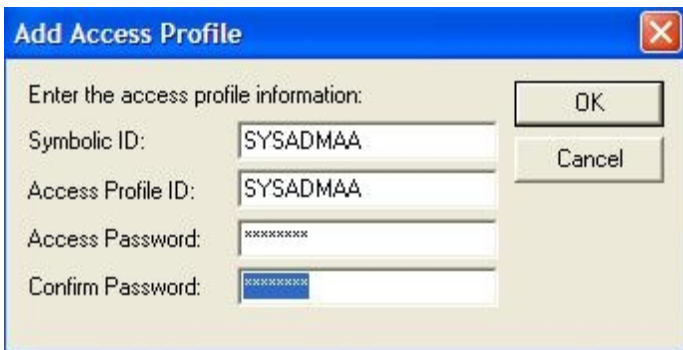 Add Access Profile
Enter the access profile information:
OK
Symbolic ID: SYSADMAA
Cancel
Access Profile ID: SYSADMAA
Access Password: ********
Confirm Password: ********